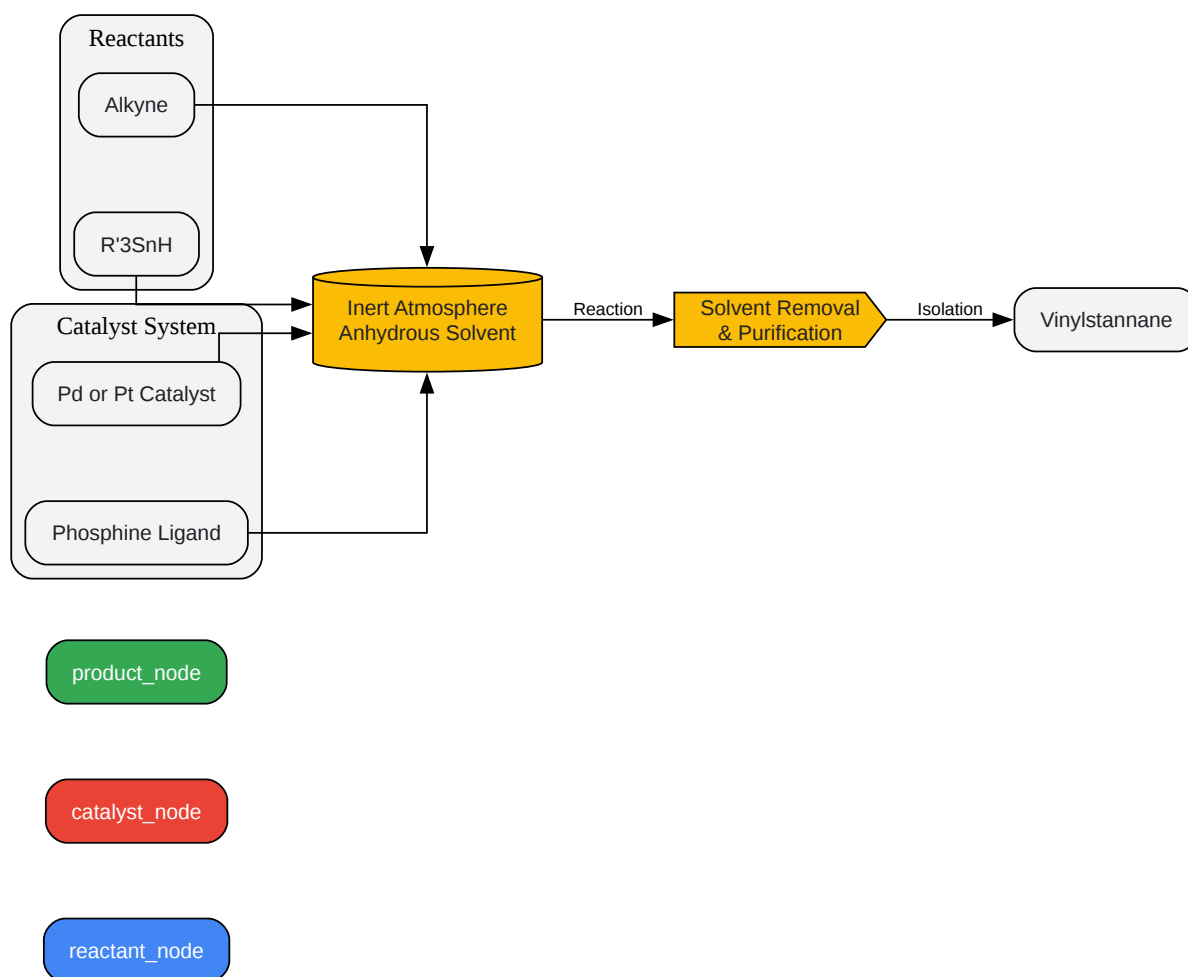 Reactants
Alkyne
R'3SnH
Catalyst System
Pd or Pt Catalyst
Phosphine Ligand
Inert Atmosphere
Anhydrous Solvent
Reaction
Solvent Removal
& Purification
Isolation
Vinylstannane
product_node
catalyst_node
reactant_node